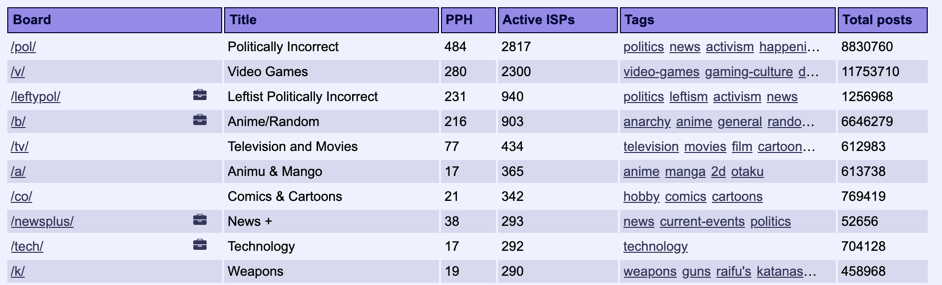 Board Title PPH Active ISPs Tags Total posts
/pol/ Politically Incorrect 484 2817 politics news activism happeni... 8830760
/v/ Video Games 280 2300 video-games gaming-culture d... 11753710
/leftypol/ Leftist Politically Incorrect 231 940 politics leftism activism news 1256968
/b/ Anime/Random 216 903 anarchy anime general rando... 6646279
/tv/ Television and Movies 77 434 television movies film cartoon... 612983
/a/ Animu & Mango 17 365 anime manga 2d otaku 613738
/co/ Comics & Cartoons 21 342 hobby comics cartoons 769419
/newsplus/ News + 38 293 news current-events politics 52656
/tech/ Technology 17 292 technology 704128
/k/ Weapons 19 290 weapons guns raifu's katanas... 458968